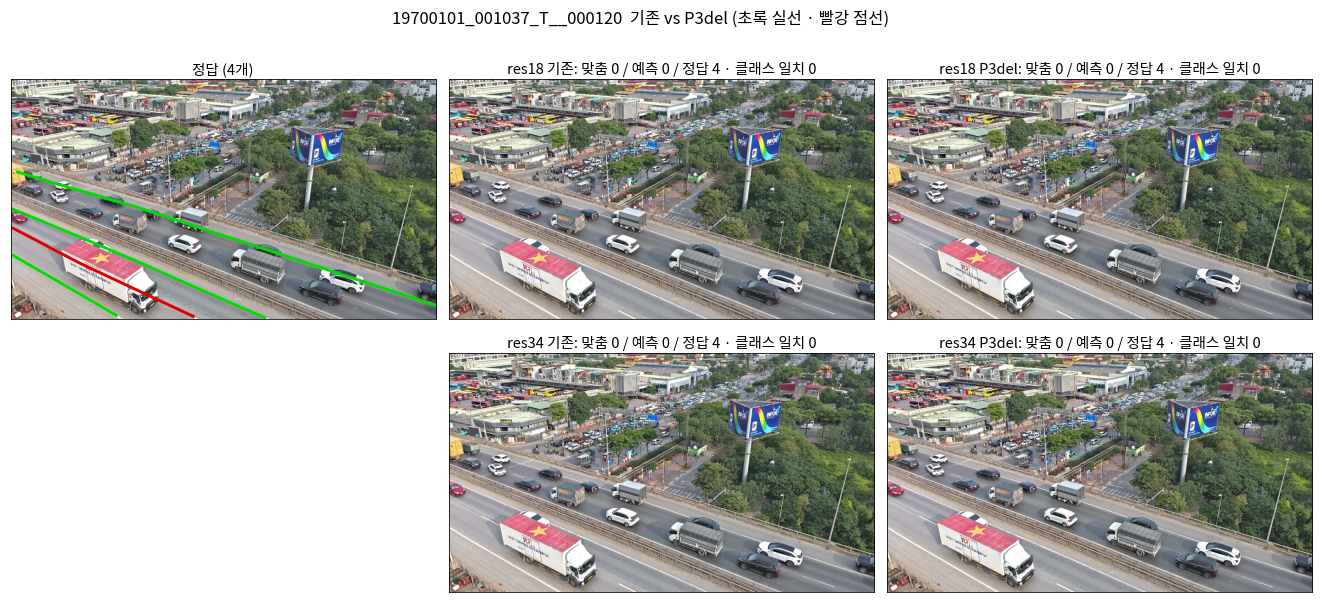 19700101_001037_T__000120 기존 vs P3del (초록 실선 · 빨강 점선)
정답 (4개)
res18 기존: 맞춤 0 / 예측 0 / 정답 4 · 클래스 일치 0
res18 P3del: 맞춤 0 / 예측 0 / 정답 4 · 클래스 일치 0
res34 기존: 맞춤 0 / 예측 0 / 정답 4 · 클래스 일치 0
res34 P3del: 맞춤 0 / 예측 0 / 정답 4 · 클래스 일치 0